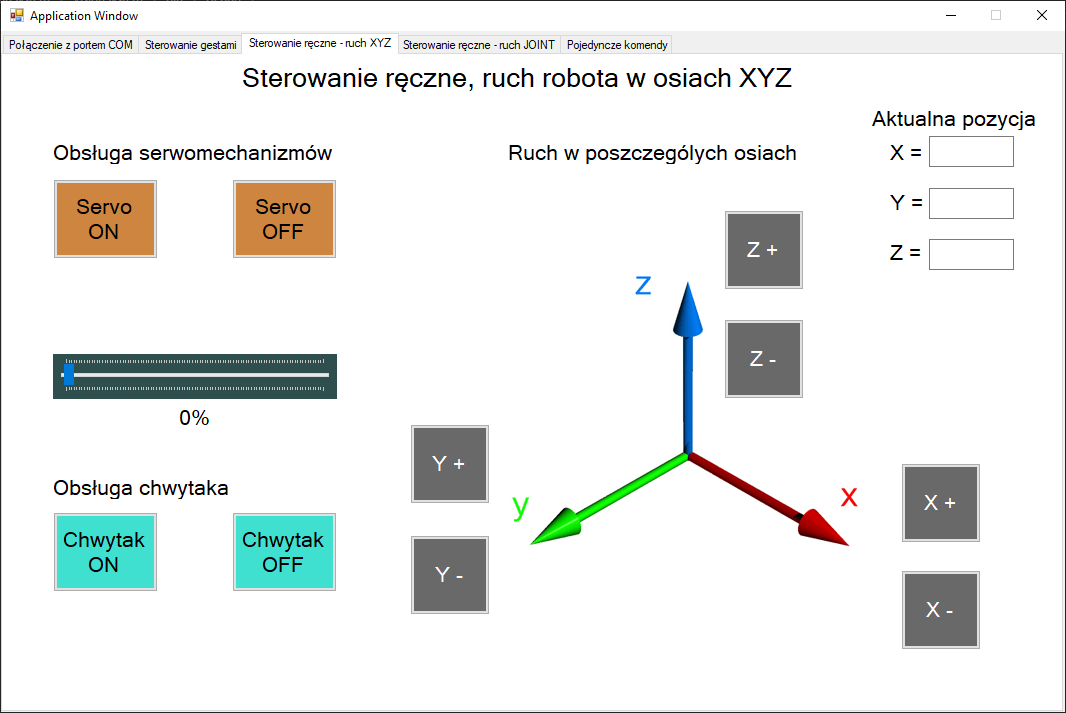 Application Window
Połączenie z portem COM
Sterowanie gestami
Sterowanie ręczne - ruch XYZ
Sterowanie ręczne - ruch JOINT
Pojedyncze komendy
Sterowanie ręczne, ruch robota w osiach XYZ
Aktualna pozycja
X =
Y =
Z =
Obsługa serwomechanizmów
Servo
ON
Servo
OFF
0%
Obsługa chwytaka
Chwytak
ON
Chwytak
OFF
Ruch w poszczególych osiach
Z +
Z -
z
Y +
Y -
y
x
X +
X -